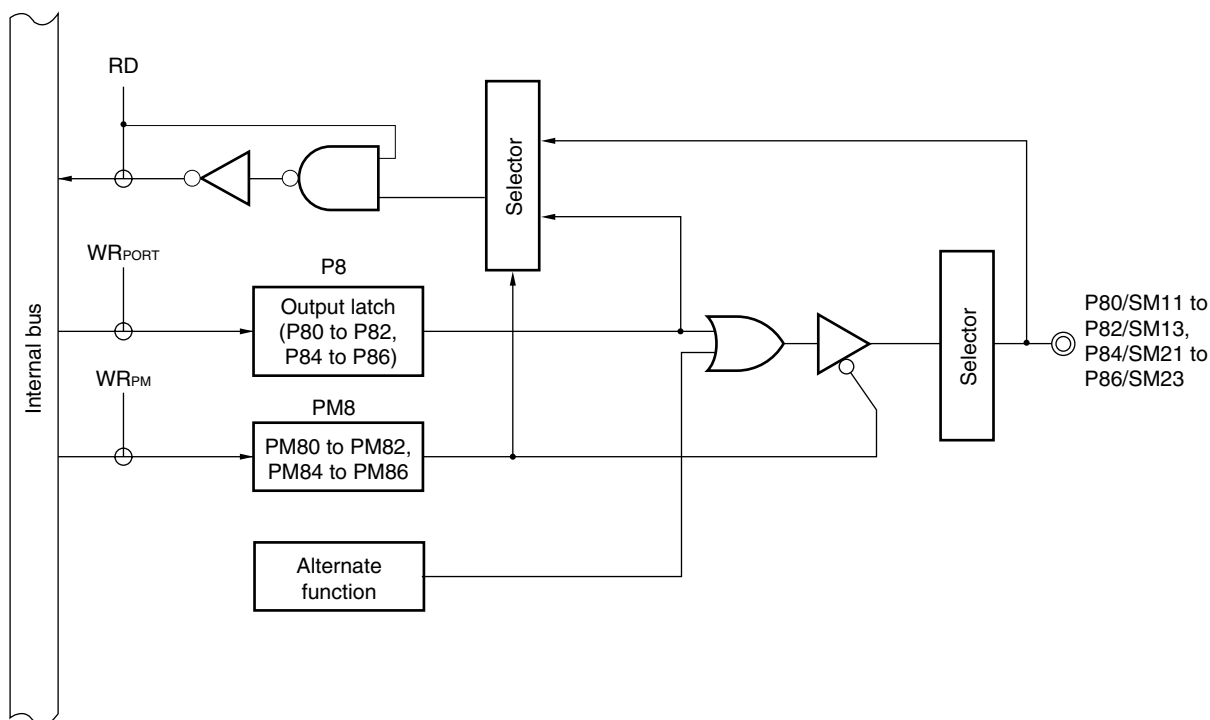 RD
Selector
WRPORT
P8
Output latch
(P80 to P82,
P84 to P86)
Internal bus
WRPM
PM8
PM80 to PM82,
PM84 to PM86
Alternate
function
Selector
P80/SM11 to
P82/SM13,
P84/SM21 to
P86/SM23